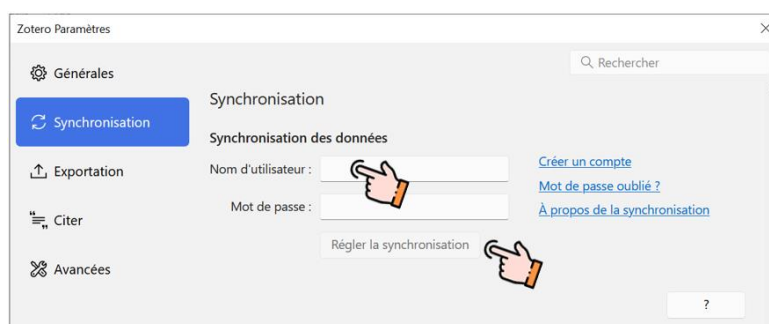 Zotero Paramètres
Rechercher
Générales
Synchronisation
Exportation
Citer
Avancées
Synchronisation
Synchronisation des données
Nom d'utilisateur :
Mot de passe :
Régler la synchronisation
Créer un compte
Mot de passe oublié ?
À propos de la synchronisation
?